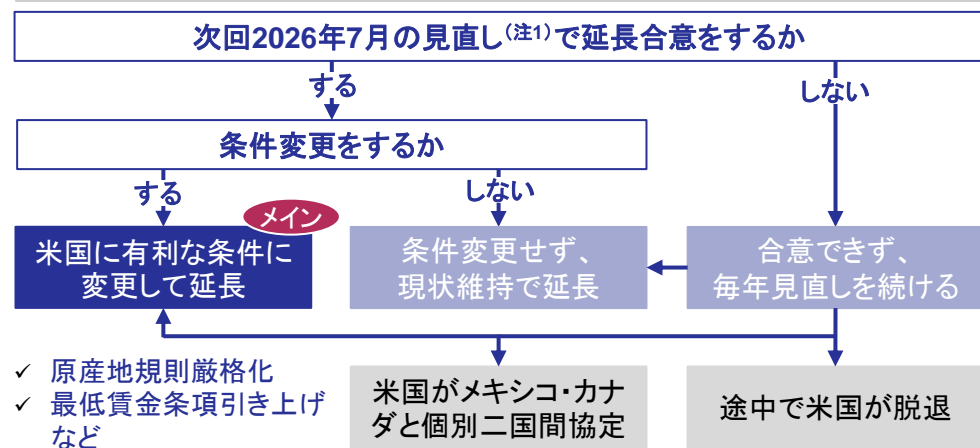 次回2026年7月の見直し(注1)で延長合意をするか
する
しない
条件変更をするか
する
しない
メイン
米国に有利な条件に
変更して延長
条件変更せず、
現状維持で延長
合意できず、
毎年見直しを続ける
✓ 原産地規則厳格化
✓ 最低賃金条項引き上げ
など
米国がメキシコ・カナ
ダと個別二国間協定
途中で米国が脱退